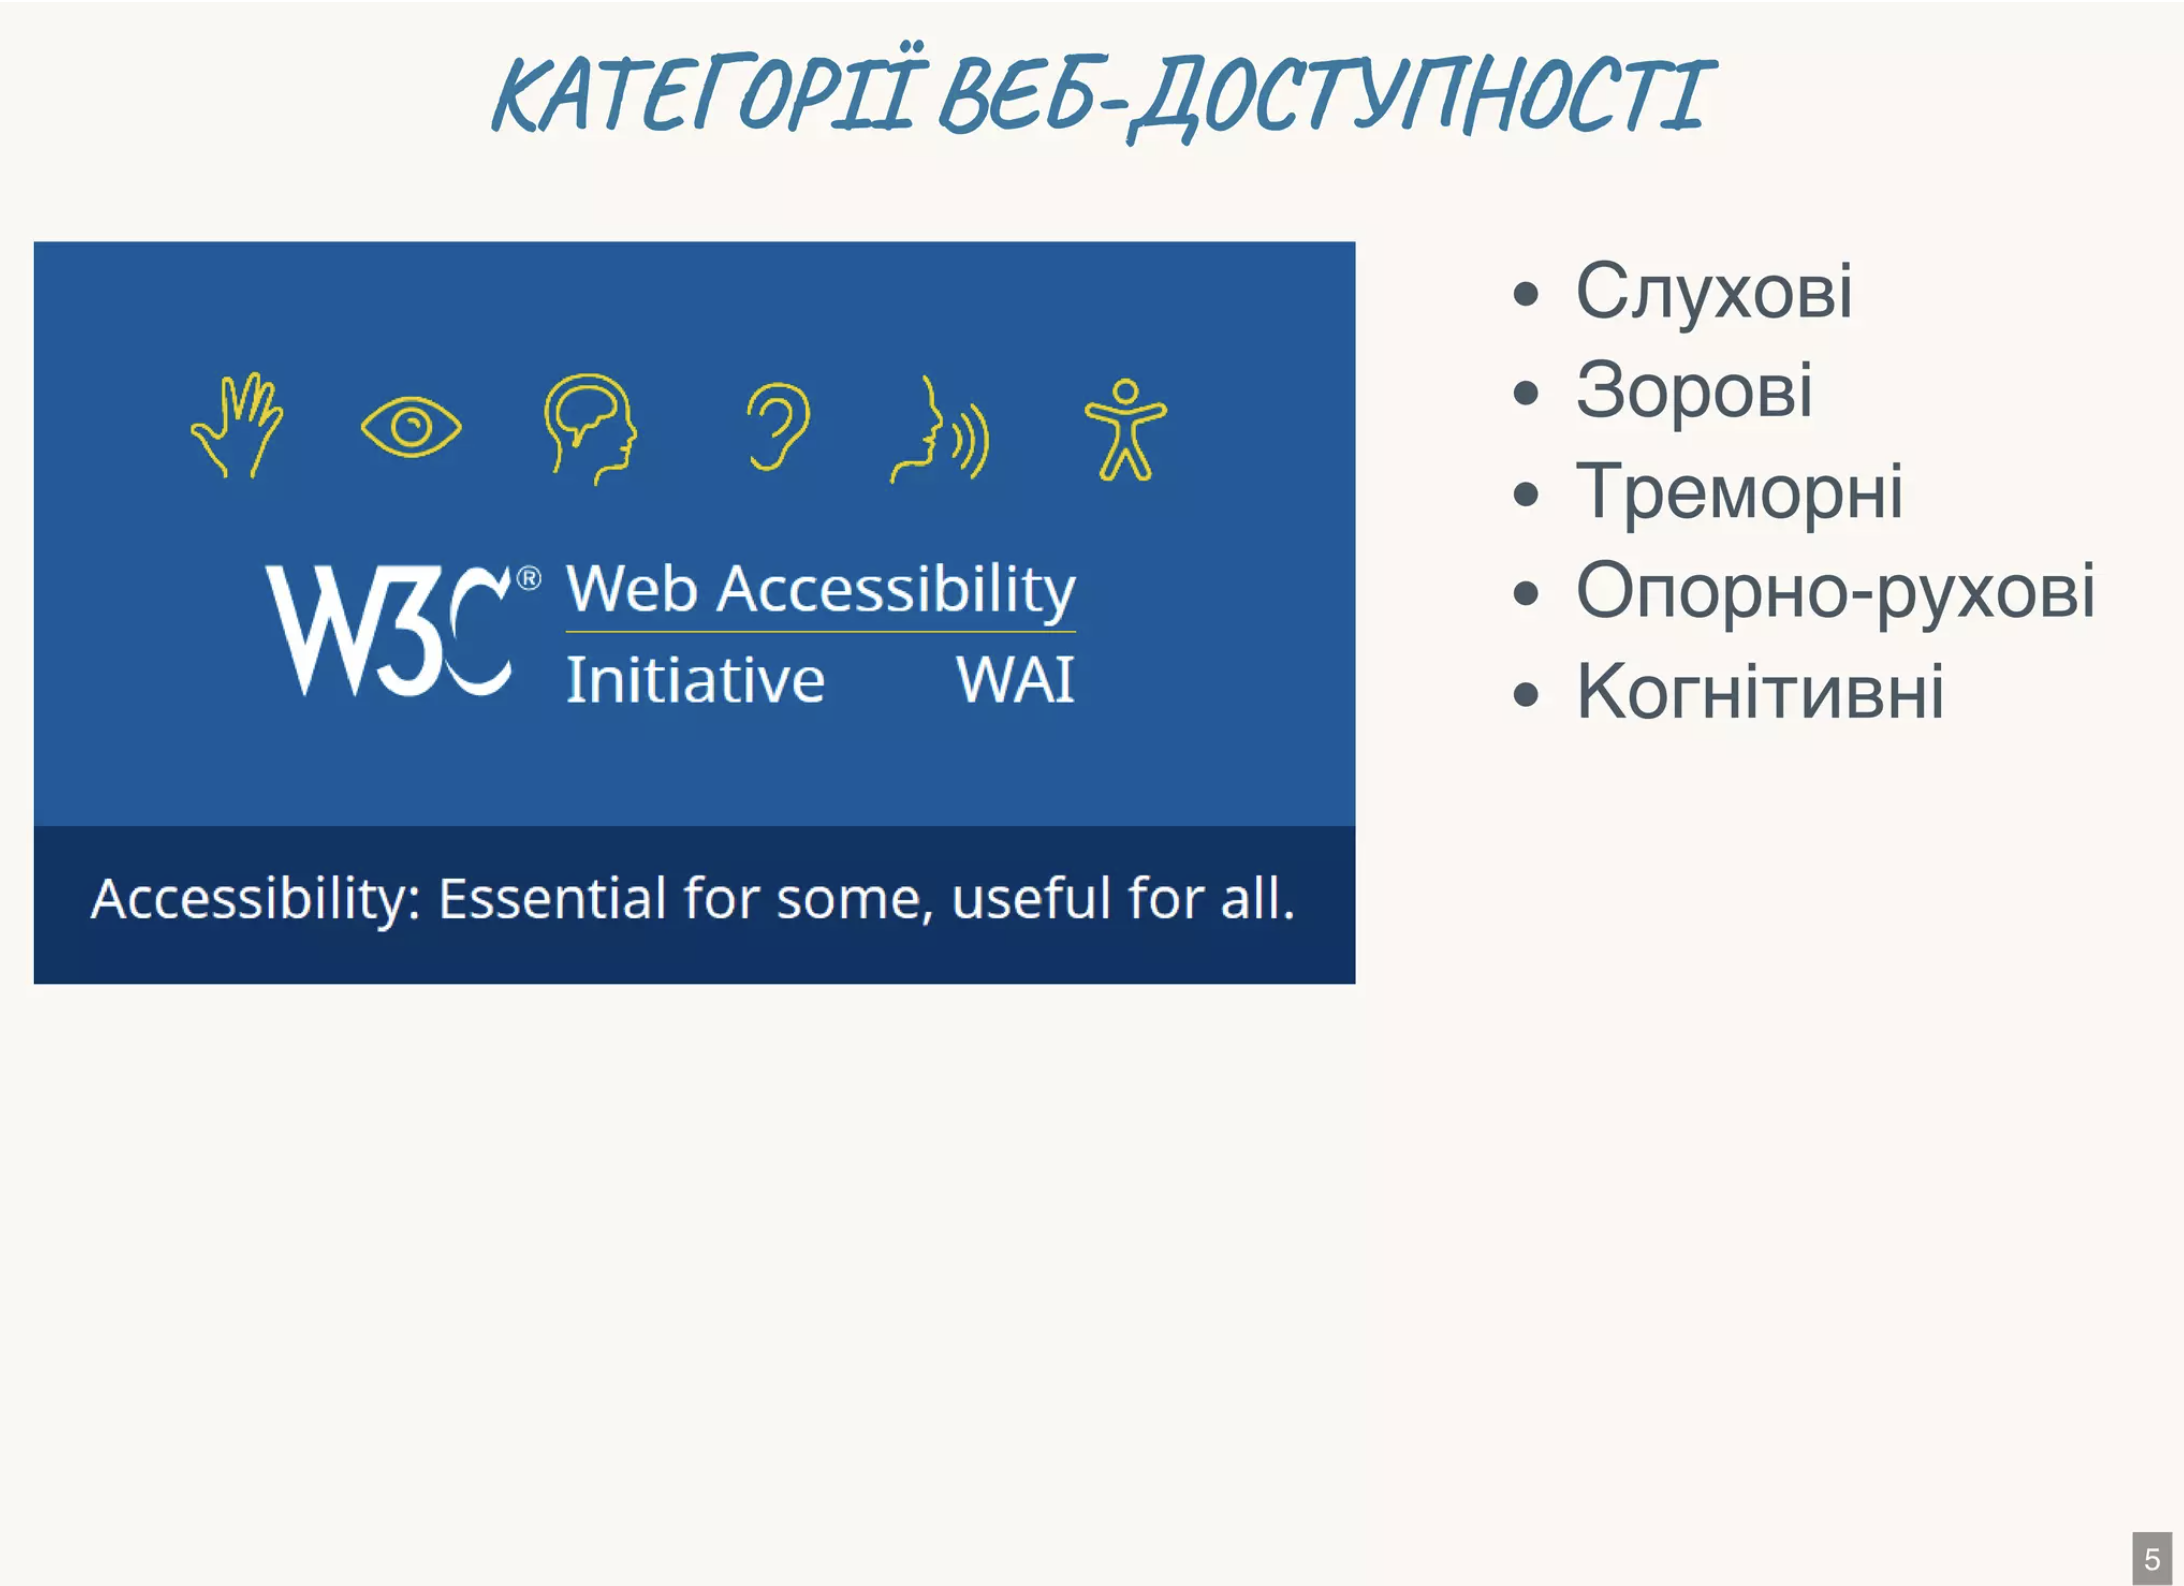 КАТЕГОРІЇ ВЕБ-ДОСТУПНОСТІ
W3C® Web Accessibility
Initiative WAI
Accessibility: Essential for some, useful for all.
• Слухові
• Зорові
• Треморні
• Опорно-рухові
• Когнітивні
5